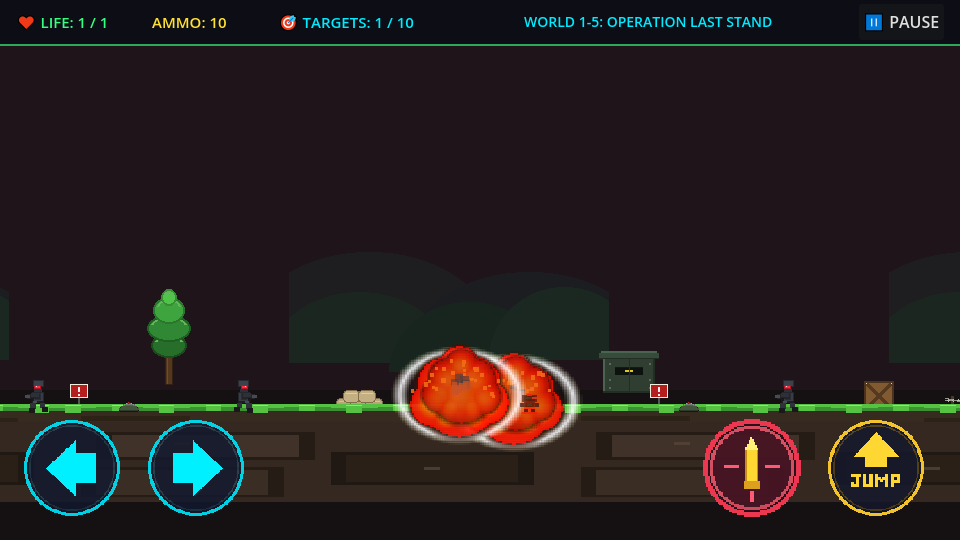 LIFE: 1 / 1
AMMO: 10
TARGETS: 1 / 10
WORLD 1-5: OPERATION LAST STAND
PAUSE
!
!
JUMP